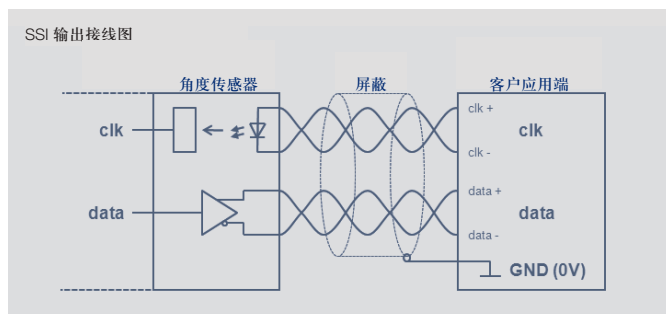 SSI 输出接线图
角度传感器
屏蔽
客户应用端
clk
clk +
clk
clk -
data
data +
data
data -
GND (0V)